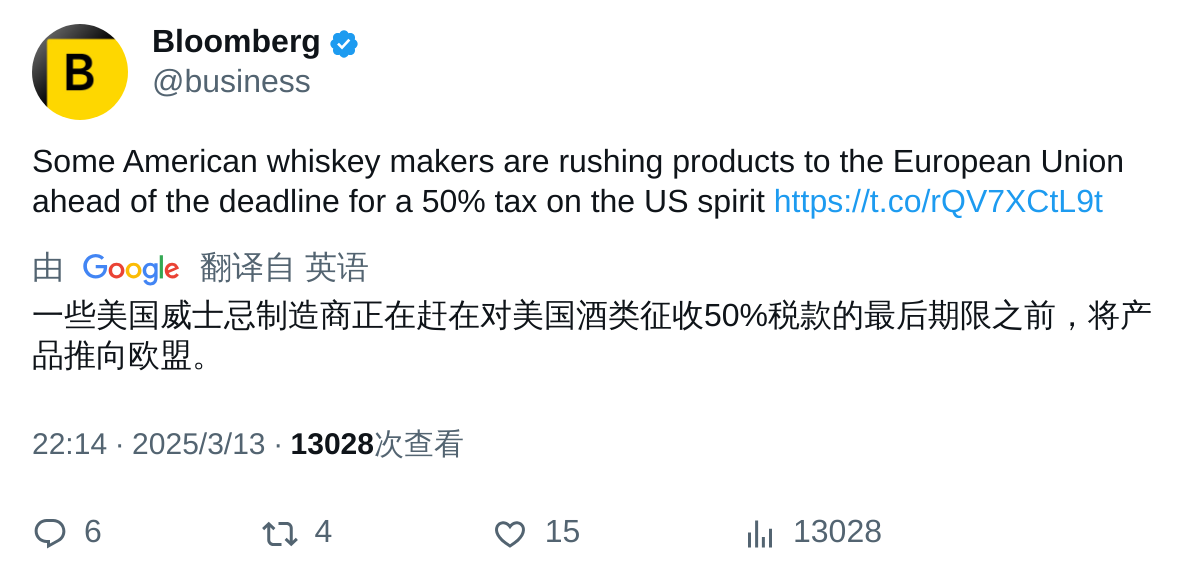 B
Bloomberg
@business
Some American whiskey makers are rushing products to the European Union
ahead of the deadline for a 50% tax on the US spirit https://t.co/rQV7XCtL9t
由 Google 翻译自 英语
一些美国威士忌制造商正在赶在对美国酒类征收50%税款的最后期限之前，将产
品推向欧盟。
22:14 · 2025/3/13 · 13028次查看
6 4 15 13028